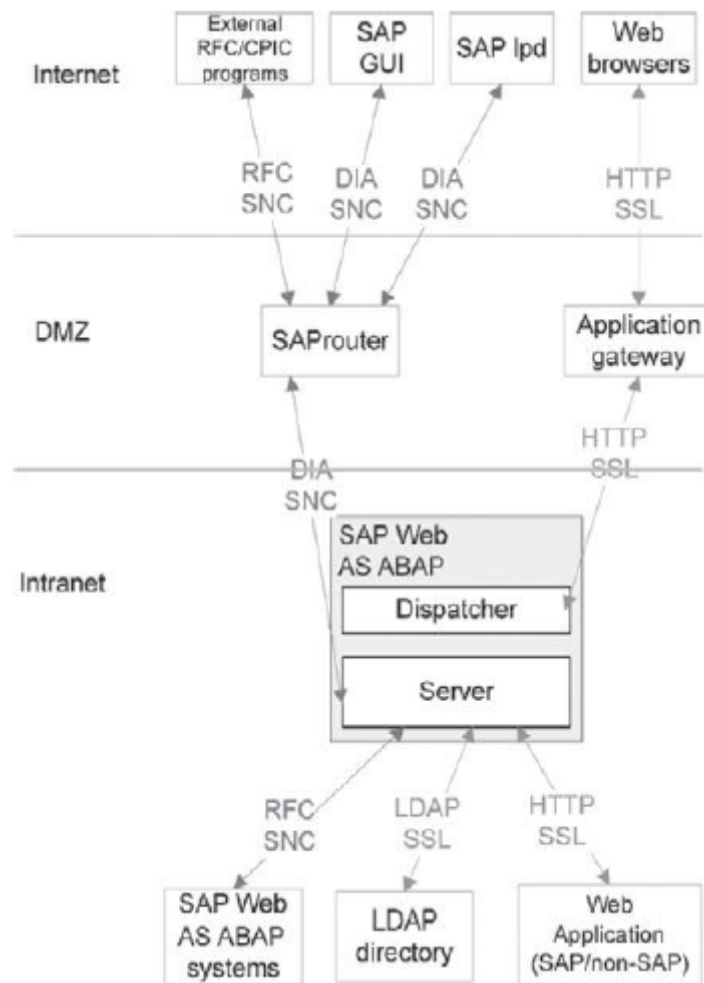 External
RFC/CPIC
programs
SAP
GUI
SAP lpd
Web
browsers
Internet
RFC
SNC
DIA
SNC
DIA
SNC
HTTP
SSL
DMZ
SAProuter
Application
gateway
DIA
SNC
HTTP
SSL
Intranet
SAP Web
AS ABAP
Dispatcher
Server
RFC
SNC
LDAP
SSL
HTTP
SSL
SAP Web
AS ABAP
systems
LDAP
directory
Web
Application
(SAP/non-SAP)